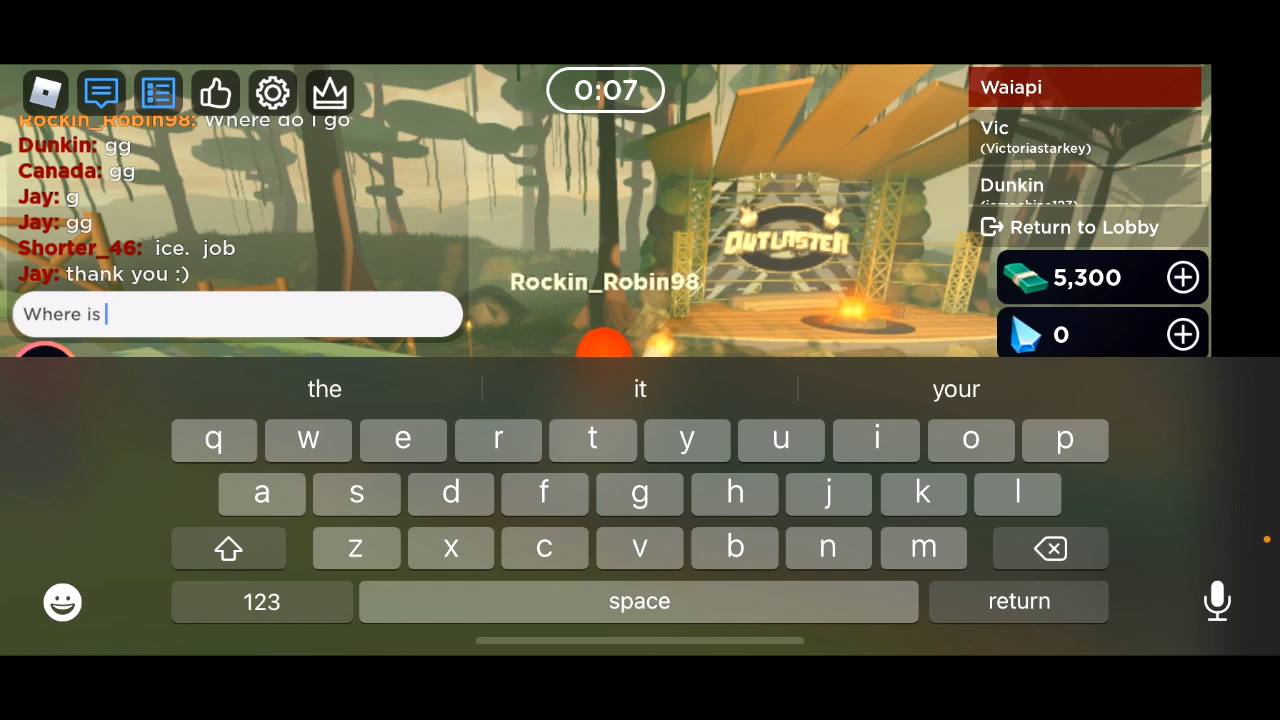 0:07
Rockin_Robin98: Where do I go
Dunkin: gg
Canada: gg
Jay: g
Jay: gg
Shorter_46: ice. job
Jay: thank you :)
Where is
Rockin_Robin98
OUTLASTER
Waiapi
Vic
(Victoriastarkey)
Dunkin
Return to Lobby
5,300
0
the it your
q w e r t y u i o p
a s d f g h j k l
z x c v b n m
123 space return